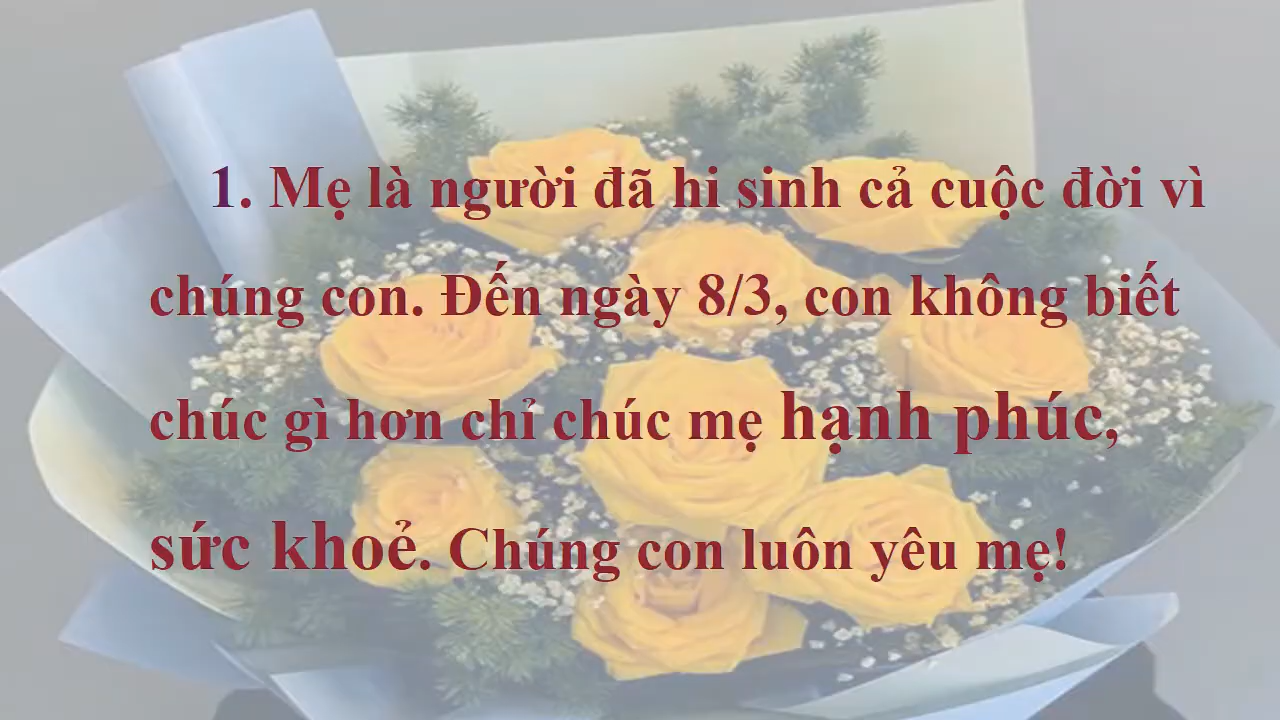 1. Mẹ là người đã hi sinh cả cuộc đời vì
chúng con. Đến ngày 8/3, con không biết
chúc gì hơn chỉ chúc mẹ hạnh phúc,
sức khoẻ. Chúng con luôn yêu mẹ!